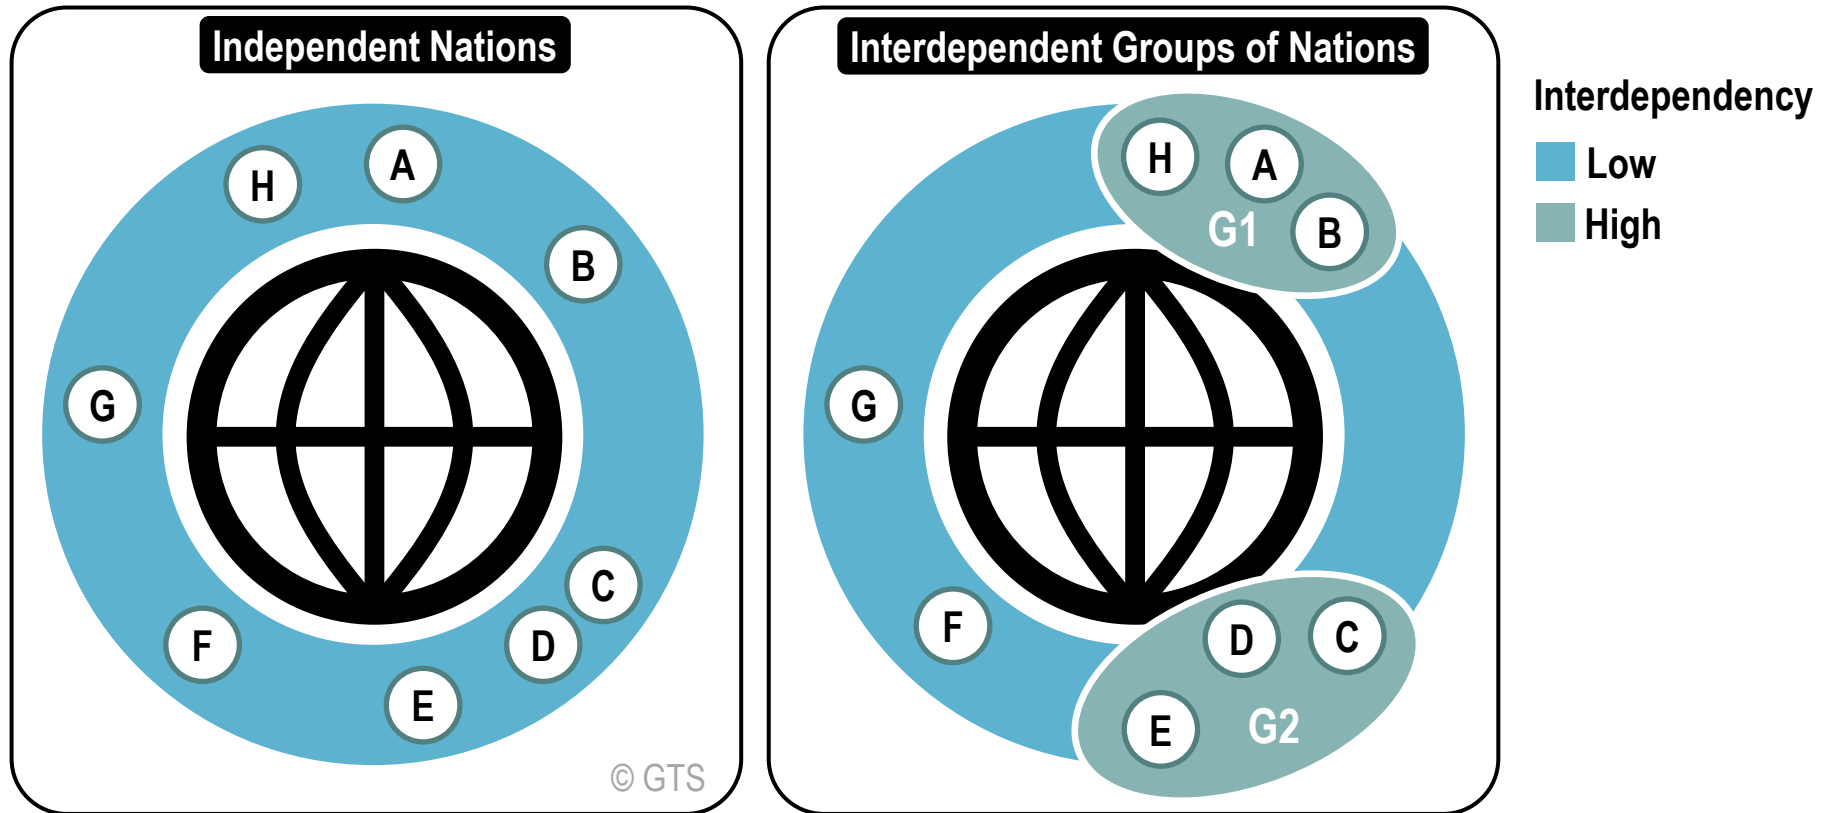 Independent Nations
H
A
B
G
C
F
D
E
© GTS
Interdependent Groups of Nations
H
A
G1
B
G
F
D
C
E
G2
Interdependency
Low
High